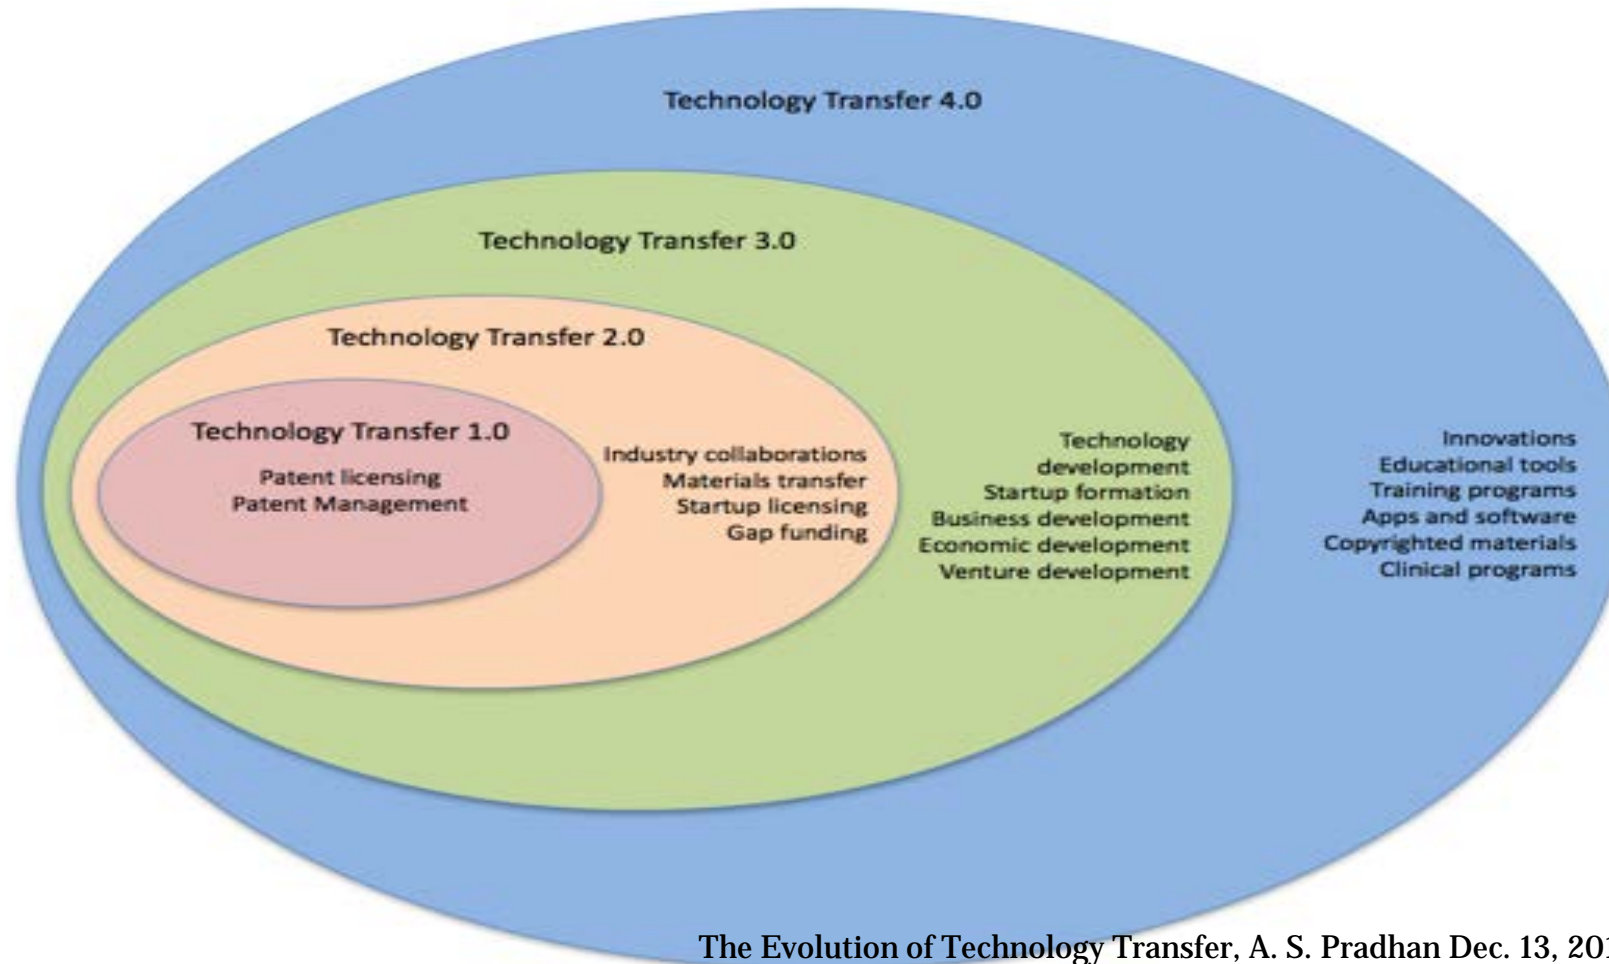 Technology Transfer 4.0
Technology Transfer 3.0
Technology Transfer 2.0
Technology Transfer 1.0
Patent licensing
Patent Management
Industry collaborations
Materials transfer
Startup licensing
Gap funding
Technology
development
Startup formation
Business development
Economic development
Venture development
Innovations
Educational tools
Training programs
Apps and software
Copyrighted materials
Clinical programs
The Evolution of Technology Transfer, A. S. Pradhan Dec. 13,